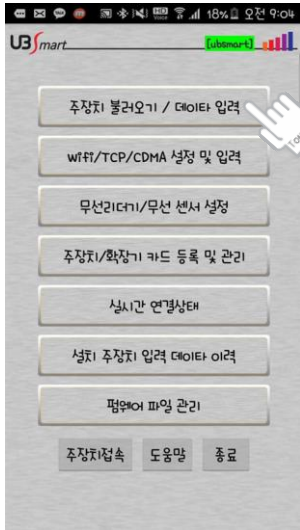 18% 오전 9:04
U3Smart [ubsmart]
주장치 불러오기 / 데이타 입력
wifi/TCP/CDMA 설정 및 입력
무선리더기/무선 센서 설정
주장치/확장기 카드 등록 및 관리
실시간 연결상태
설치 주장치 입력 데이타 이력
펌웨어 파일 관리
주장치접속 도움말 종료